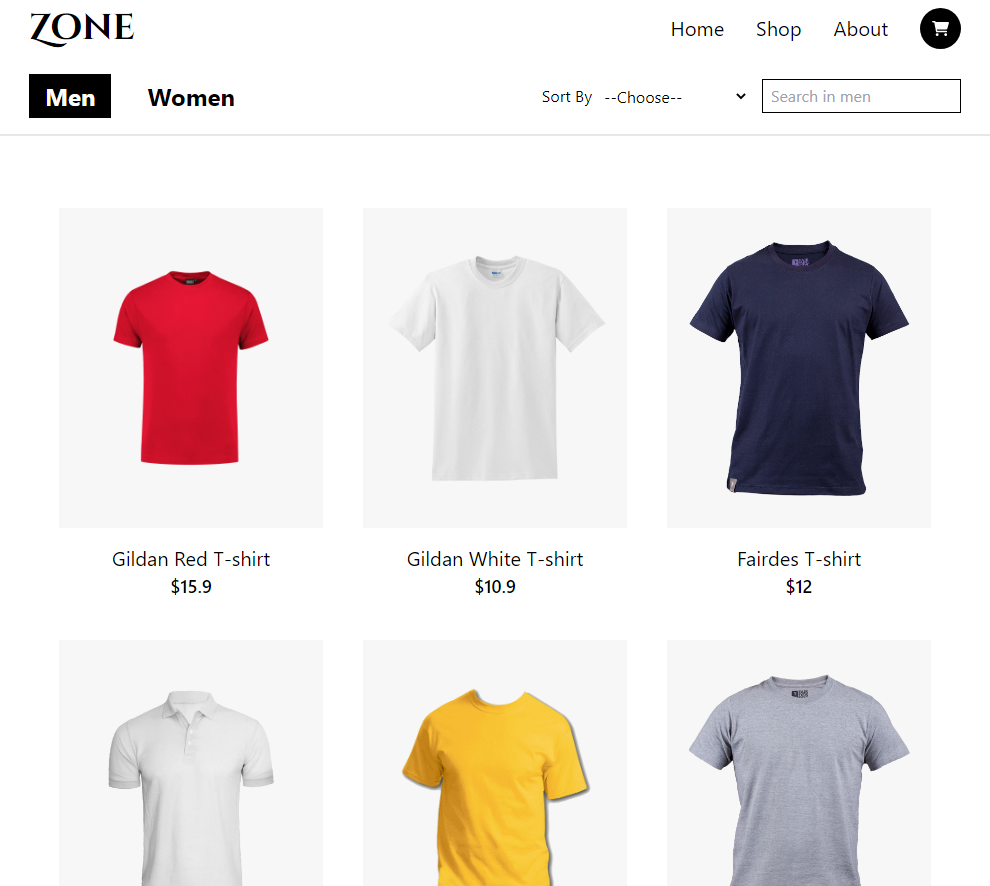 ZONE
Home Shop About
Men Women Sort By --Choose-- Search in men
Gildan Red T-shirt Gildan White T-shirt Fairdes T-shirt
$15.9 $10.9 $12